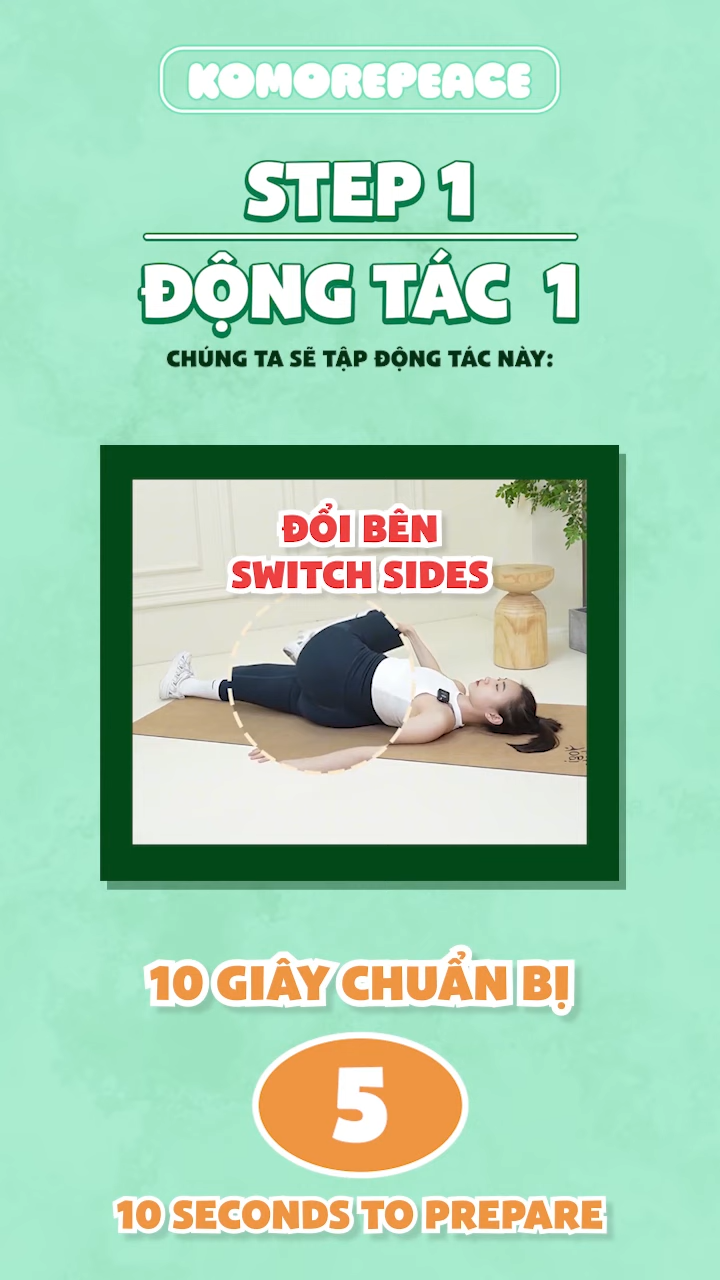 KOMOREPEACE
STEP 1
ĐỘNG TÁC 1
CHÚNG TA SẼ TẬP ĐỘNG TÁC NÀY:
ĐỔI BÊN
SWITCH SIDES
10 GIÂY CHUẨN BỊ
5
10 SECONDS TO PREPARE